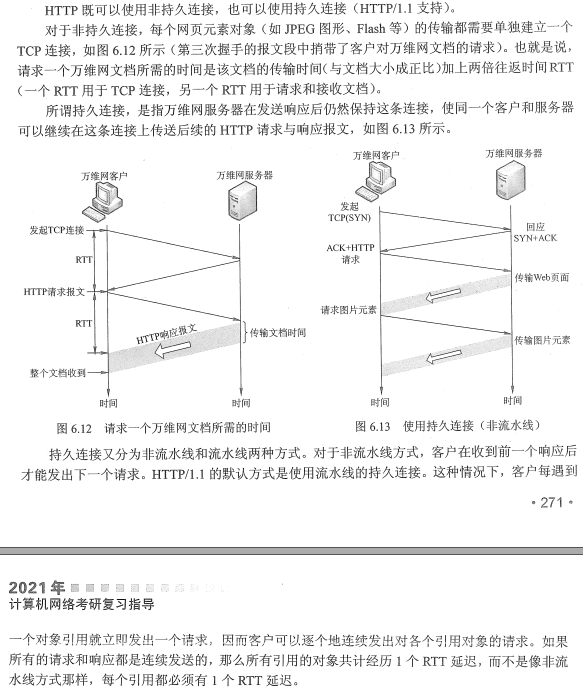 HTTP 既可以使用非持久连接，也可以使用持久连接（HTTP/1.1 支持）。
对于非持久连接，每个网页元素对象（如 JPEG 图形、Flash 等）的传输都需要单独建立一个
TCP 连接，如图 6.12 所示（第三次握手的报文段中捎带了客户对万维网文档的请求）。也就是说，
请求一个万维网文档所需的时间是该文档的传输时间(与文档大小成正比)加上两倍往返时间 RTT
（一个 RTT 用于 TCP 连接，另一个 RTT 用于请求和接收文档）。
所谓持久连接，是指万维网服务器在发送响应后仍然保持这条连接，使同一个客户和服务器
可以继续在这条连接上传送后续的 HTTP 请求与响应报文，如图 6.13 所示。
万维网客户
万维网服务器
发起TCP连接
RTT
HTTP请求报文
RTT
HTTP响应报文
传输文档时间
整个文档收到
时间
时间
图 6.12 请求一个万维网文档所需的时间
万维网客户
万维网服务器
发起
TCP(SYN)
回应
SYN+ACK
ACK+HTTP
请求
传输Web页面
请求图片元素
传输图片元素
时间
时间
图 6.13 使用持久连接（非流水线）
持久连接又分为非流水线和流水线两种方式。对于非流水线方式，客户在收到前一个响应后
才能发出下一个请求。HTTP/1.1 的默认方式是使用流水线的持久连接。这种情况下，客户每遇到
·271·
2021年
计算机网络考研复习指导
一个对象引用就立即发出一个请求，因而客户可以逐个地连续发出对各个引用对象的请求。如果
所有的请求和响应都是连续发送的，那么所有引用的对象共计经历 1 个 RTT 延迟，而不是像非流
水线方式那样，每个引用都必须有 1 个 RTT 延迟。